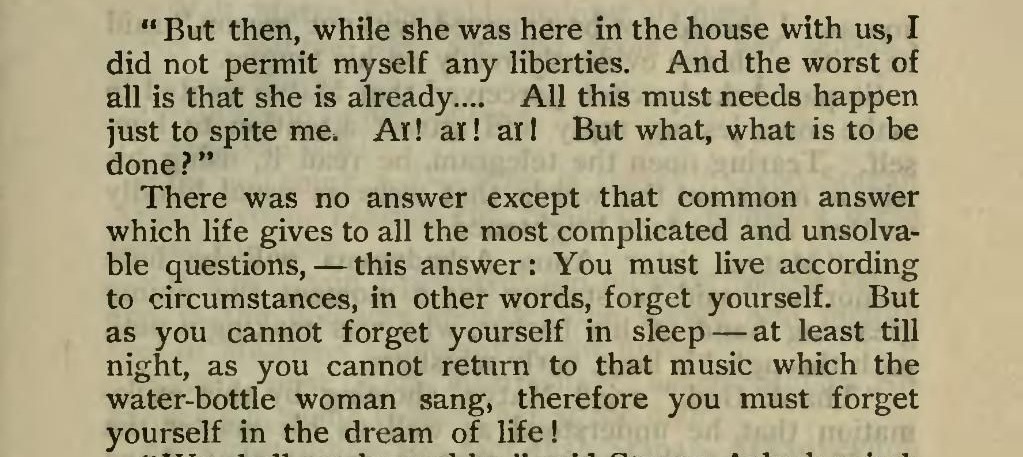 “But then, while she was here in the house with us, I
did not permit myself any liberties. And the worst of
all is that she is already.... All this must needs happen
just to spite me. Aï! aï! aï! But what, what is to be
done?”
There was no answer except that common answer
which life gives to all the most complicated and unsolva-
ble questions, — this answer: You must live according
to circumstances, in other words, forget yourself. But
as you cannot forget yourself in sleep — at least till
night, as you cannot return to that music which the
water-bottle woman sang, therefore you must forget
yourself in the dream of life!